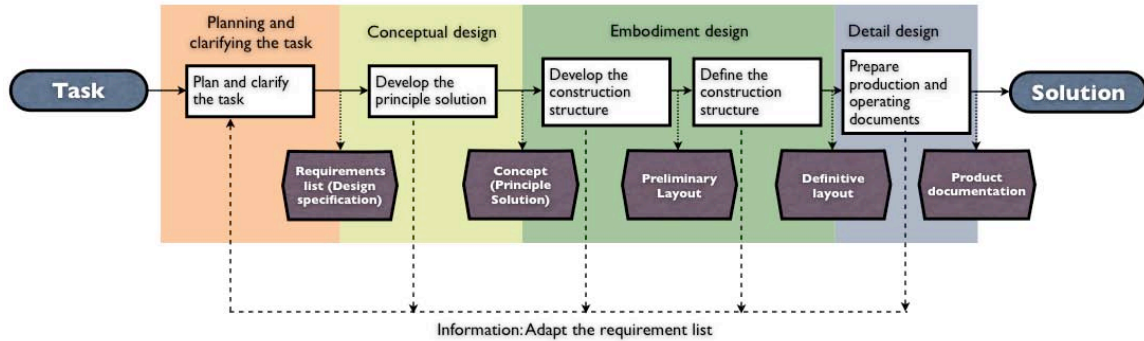 Planning and
clarifying the task
Conceptual design
Embodiment design
Detail design
Task
Plan and clarify
the task
Develop the
principle solution
Develop the
construction
structure
Define the
construction
structure
Prepare
production and
operating
documents
Solution
Requirements
list (Design
specification)
Concept
(Principle
Solution)
Preliminary
Layout
Definitive
layout
Product
documentation
Information: Adapt the requirement list